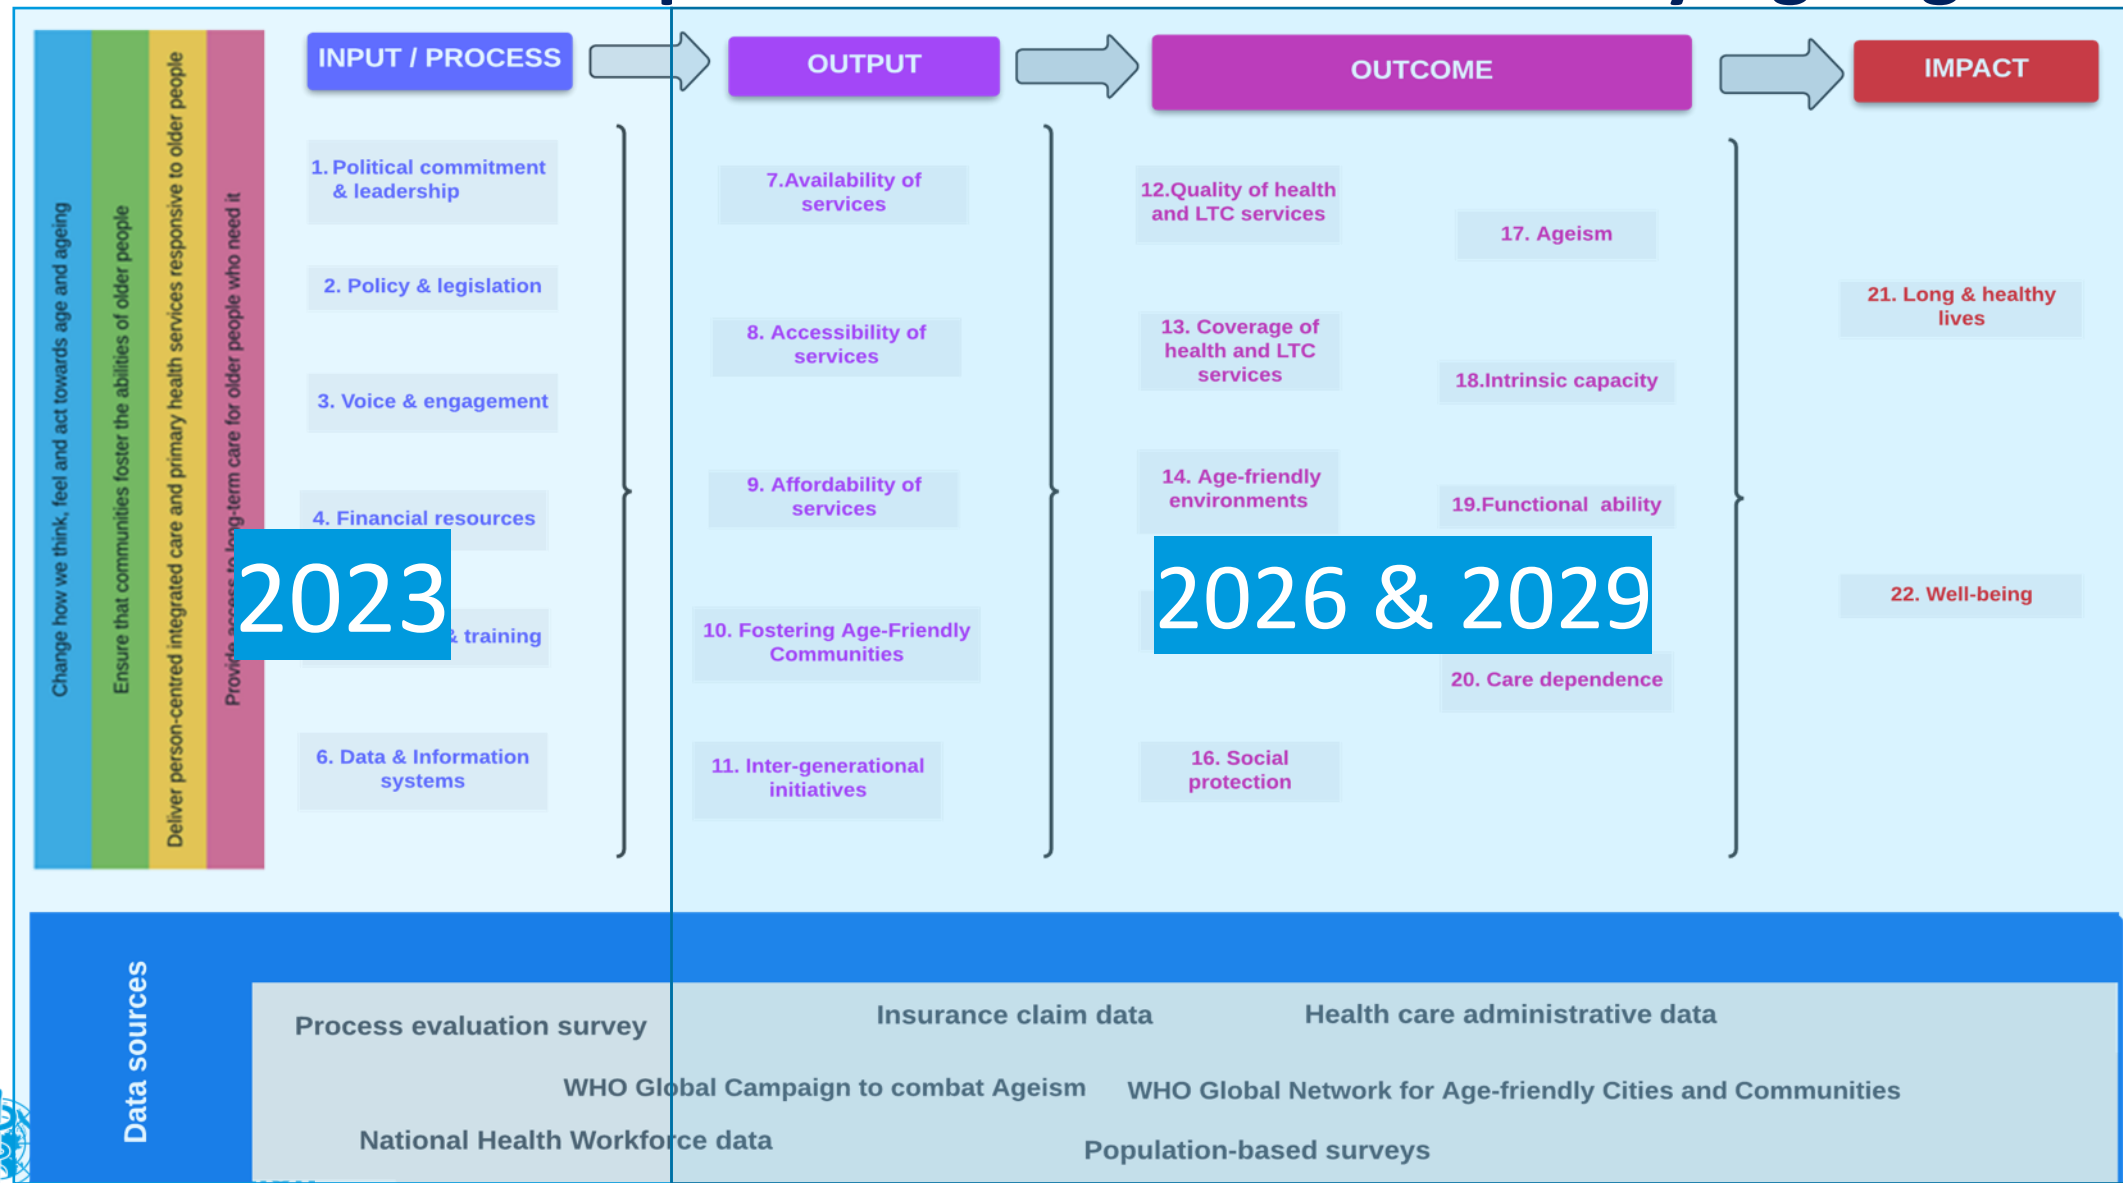 INPUT / PROCESS
OUTPUT
OUTCOME
IMPACT
Change how we think, feel and act towards age and ageing
Ensure that communities foster the abilities of older people
Deliver person-centred integrated care and primary health services responsive to older people
Provide access to long-term care for older people who need it
1. Political commitment
& leadership
2. Policy & legislation
3. Voice & engagement
4. Financial resources
2023
& training
6. Data & Information
systems
7.Availability of
services
8. Accessibility of
services
9. Affordability of
services
10. Fostering Age-Friendly
Communities
11. Inter-generational
initiatives
12.Quality of health
and LTC services
13. Coverage of
health and LTC
services
14. Age-friendly
environments
2026 & 2029
16. Social
protection
17. Ageism
18.Intrinsic capacity
19.Functional ability
20. Care dependence
21. Long & healthy
lives
22. Well-being
Data sources
Process evaluation survey
Insurance claim data
Health care administrative data
WHO Global Campaign to combat Ageism
WHO Global Network for Age-friendly Cities and Communities
National Health Workforce data
Population-based surveys